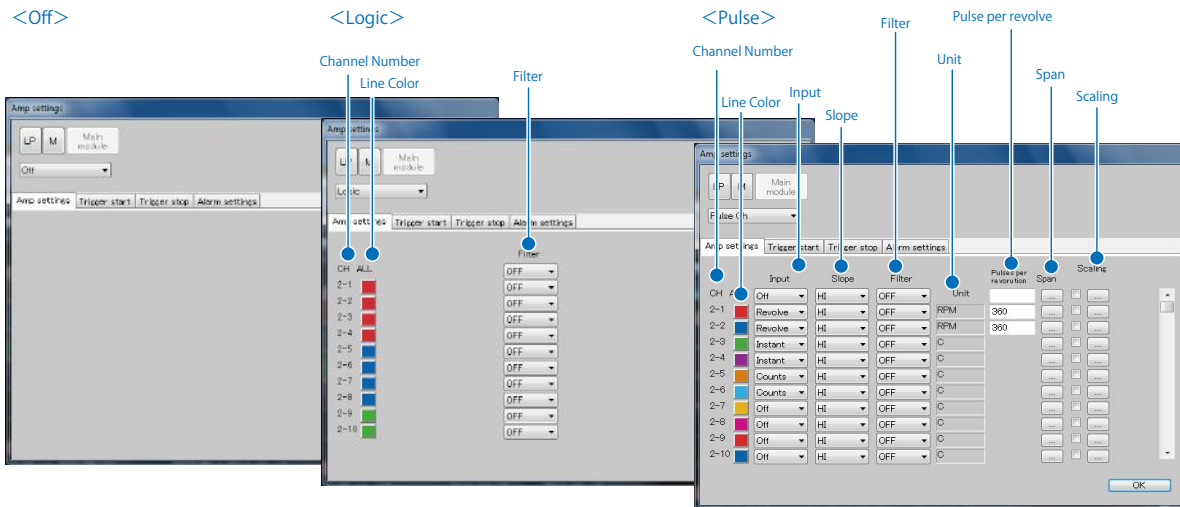 <Off>
<Logic>
<Pulse>
Channel Number
Line Color
Filter
Channel Number
Line Color
Input
Slope
Filter
Unit
Pulse per revolve
Span
Scaling
Amp settings
LP M Main module
Off
Amp settings Trigger start Trigger stop Alarm settings
Amp settings
LP M Main module
Logic
Amp settings Trigger start Trigger stop Alarm settings
Filter
CH ALL OFF
2-1 OFF
2-2 OFF
2-3 OFF
2-4 OFF
2-5 OFF
2-6 OFF
2-7 OFF
2-8 OFF
2-9 OFF
2-10 OFF
Amp settings
LP M Main module
Pulse Ch
Amp settings Trigger start Trigger stop Alarm settings
Input Slope Filter Unit Pulses per revorution Span Scaling
CH Off HI OFF ... ...
2-1 Revolve HI OFF RPM 360 ... ...
2-2 Revolve HI OFF RPM 360 ... ...
2-3 Instant HI OFF C ... ...
2-4 Instant HI OFF C ... ...
2-5 Counts HI OFF C ... ...
2-6 Counts HI OFF C ... ...
2-7 Off HI OFF C ... ...
2-8 Off HI OFF C ... ...
2-9 Off HI OFF C ... ...
2-10 Off HI OFF C ... ...
OK